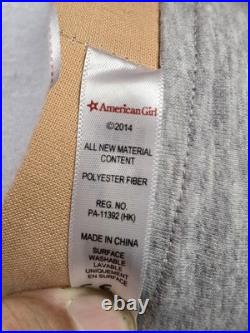 American Girl
©2014
ALL NEW MATERIAL
CONTENT
POLYESTER FIBER
REG. NO.
PA-11392 (HK)
MADE IN CHINA
SURFACE
WASHABLE
LAVABLE
UNIQUEMENT
EN SURFACE